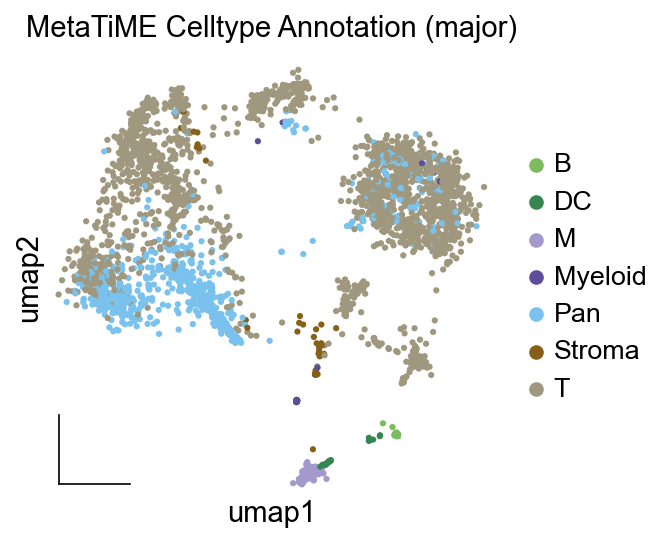 MetaTiME Celltype Annotation (major)
B
DC
M
Myeloid
Pan
Stroma
T
umap2
umap1